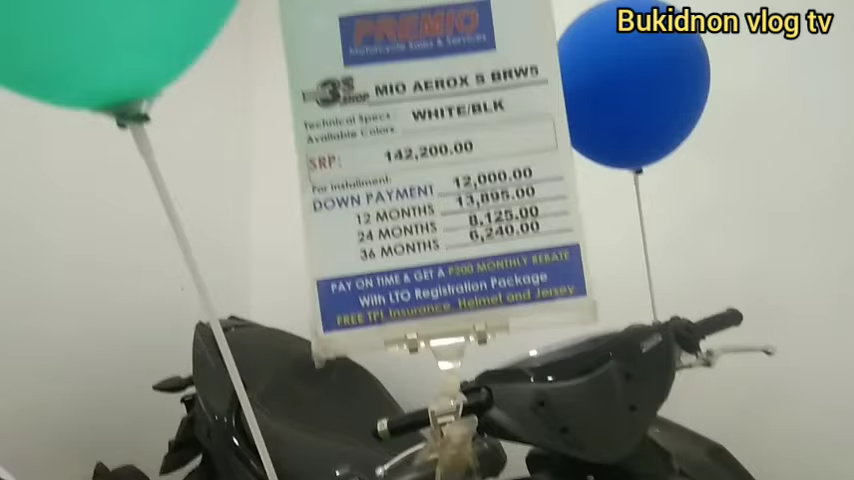 Bukidnon vlog tv
PREMIO
Motorcycle Sales & Services
3S SHOP MIO AEROX S BRW5
Technical Specs:
Available Colors WHITE/BLK
SRP: 142,200.00
For Installment:
DOWN PAYMENT 12,000.00
12 MONTHS 13,895.00
24 MONTHS 8,125.00
36 MONTHS 6,240.00
PAY ON TIME & GET A P200 MONTHLY REBATE
With LTO Registration Package
FREE TPL Insurance, Helmet and Jersey